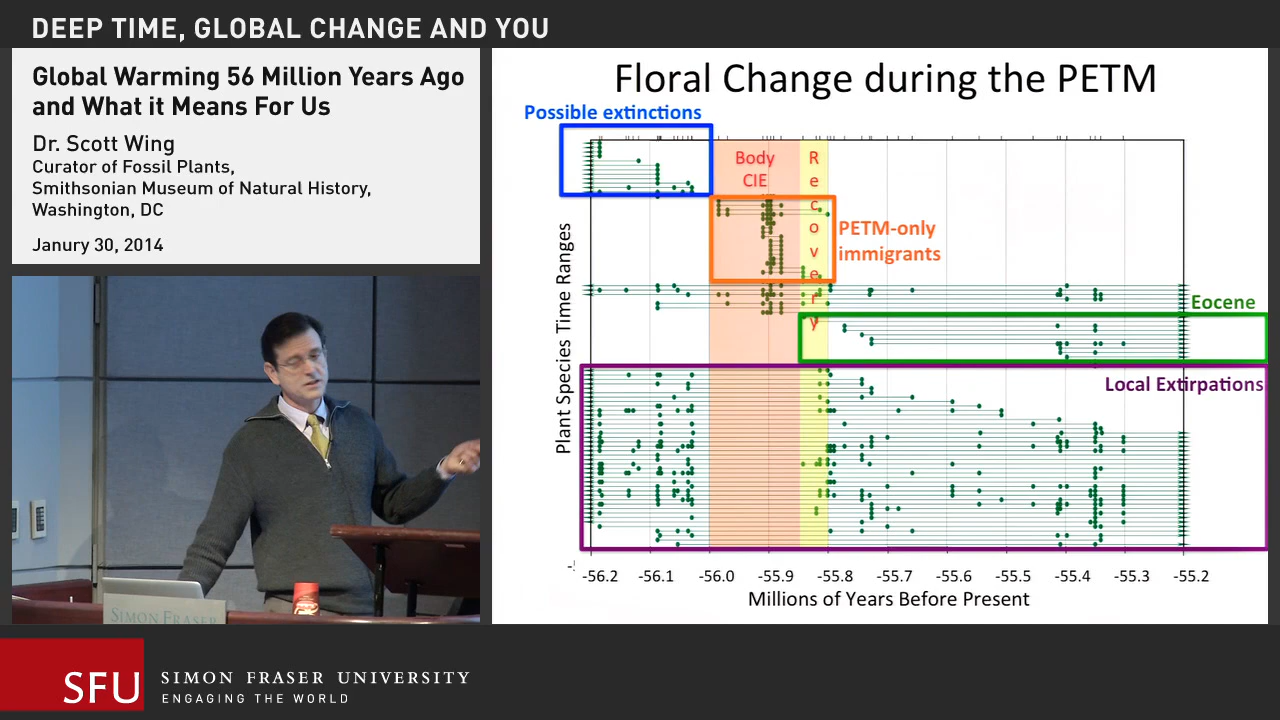 DEEP TIME, GLOBAL CHANGE AND YOU
Global Warming 56 Million Years Ago
and What it Means For Us
Dr. Scott Wing
Curator of Fossil Plants,
Smithsonian Museum of Natural History,
Washington, DC
Janury 30, 2014
Floral Change during the PETM
Possible extinctions
Body
CIE
Recovery
PETM-only
immigrants
Eocene
Local Extirpations
Plant Species Time Ranges
-56.2 -56.1 -56.0 -55.9 -55.8 -55.7 -55.6 -55.5 -55.4 -55.3 -55.2
Millions of Years Before Present
SIMON FRASER
SFU
SIMON FRASER UNIVERSITY
ENGAGING THE WORLD